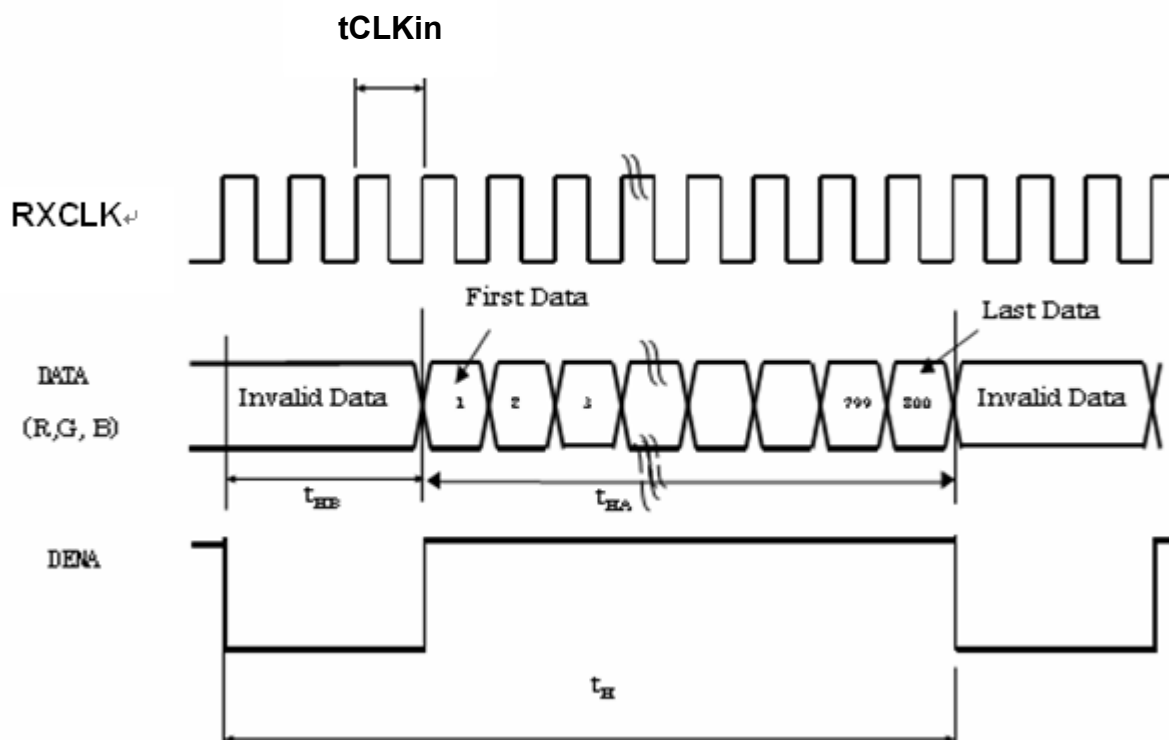 tCLKin
RXCLK↵
First Data
Last Data
DATA
(R,G, B)
Invalid Data
1
2
3
799
800
Invalid Data
tHB
tHA
DENA
tH